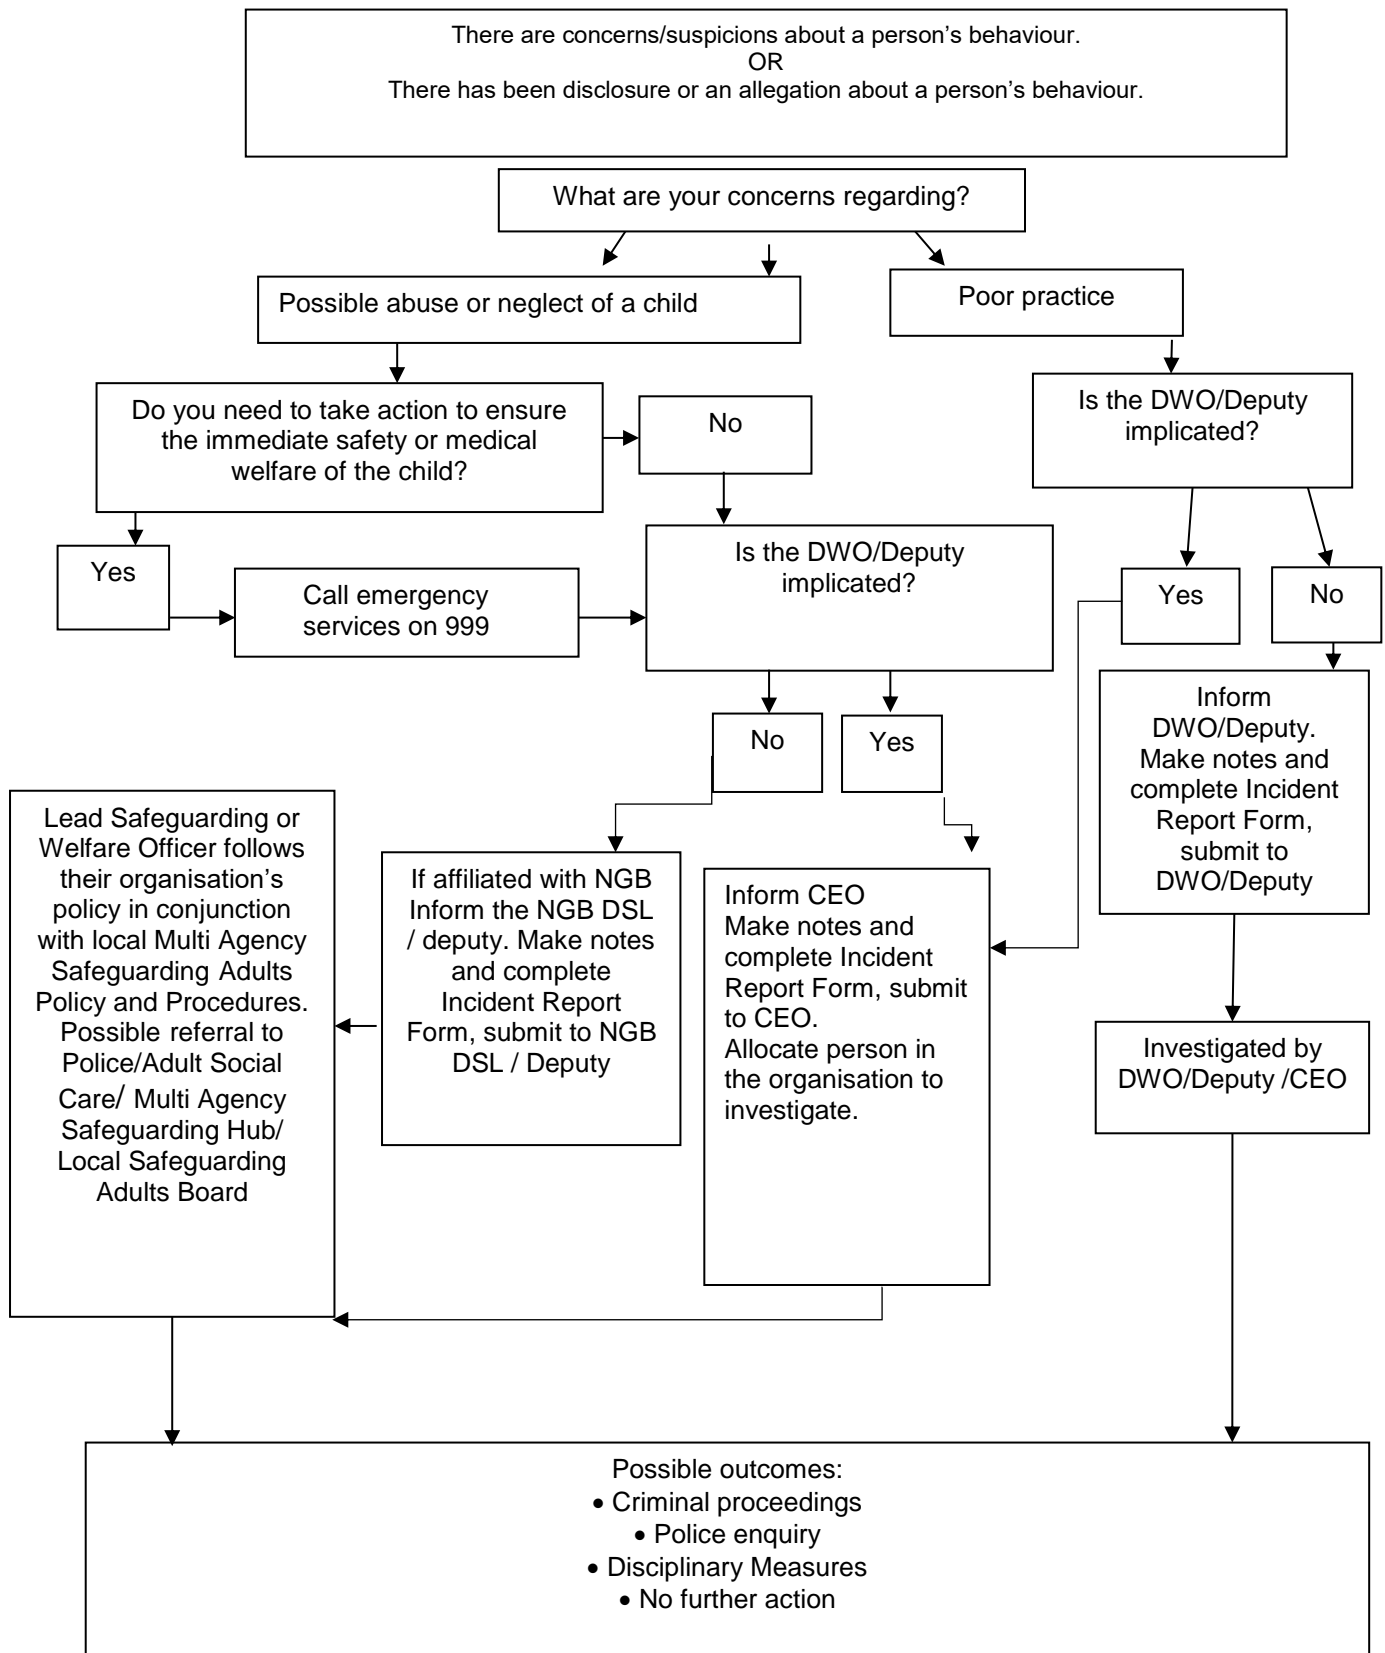 There are concerns/suspicions about a person's behaviour.
OR
There has been disclosure or an allegation about a person's behaviour.
What are your concerns regarding?
Possible abuse or neglect of a child
Poor practice
Do you need to take action to ensure
the immediate safety or medical
welfare of the child?
No
Is the DWO/Deputy
implicated?
Yes
Call emergency
services on 999
Is the DWO/Deputy
implicated?
Yes
No
No
Yes
Inform
DWO/Deputy.
Make notes and
complete Incident
Report Form,
submit to
DWO/Deputy
Lead Safeguarding or
Welfare Officer follows
their organisation's
policy in conjunction
with local Multi Agency
Safeguarding Adults
Policy and Procedures.
Possible referral to
Police/Adult Social
Care/ Multi Agency
Safeguarding Hub/
Local Safeguarding
Adults Board
If affiliated with NGB
Inform the NGB DSL
/ deputy. Make notes
and complete
Incident Report
Form, submit to NGB
DSL / Deputy
Inform CEO
Make notes and
complete Incident
Report Form, submit
to CEO.
Allocate person in
the organisation to
investigate.
Investigated by
DWO/Deputy /CEO
Possible outcomes:
• Criminal proceedings
• Police enquiry
• Disciplinary Measures
• No further action